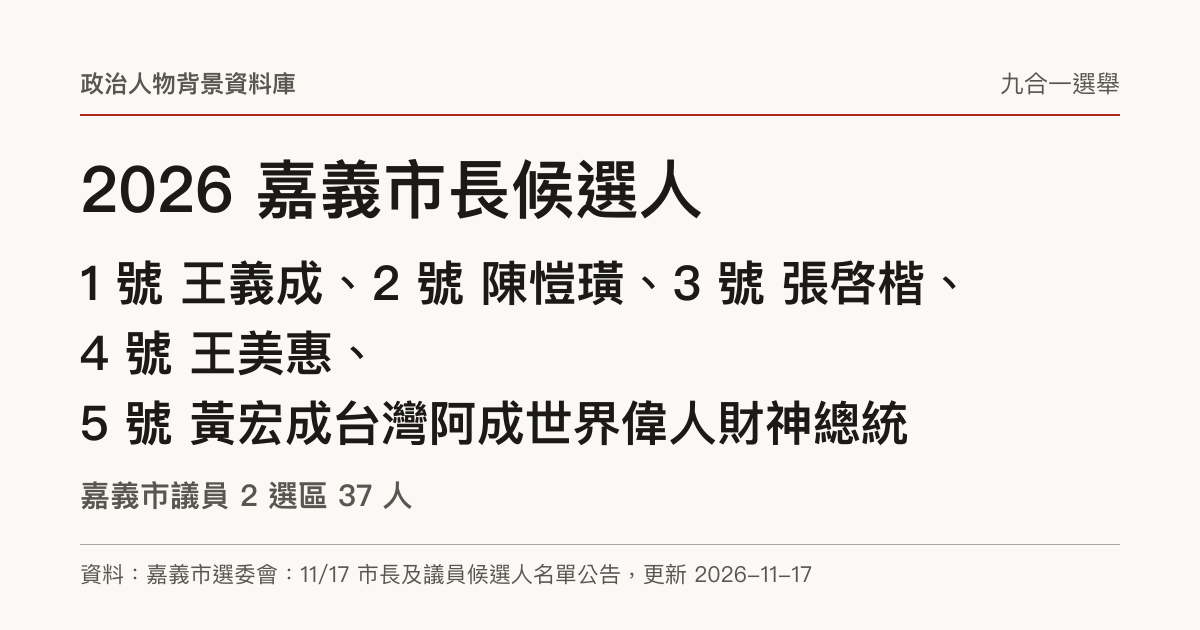 政治人物背景資料庫
九合一選舉
2026 嘉義市長候選人
1 號 王義成、2 號 陳愷璜、3 號 張啓楷、
4 號 王美惠、
5 號 黃宏成台灣阿成世界偉人財神總統
嘉義市議員 2 選區 37 人
資料：嘉義市選委會：11/17 市長及議員候選人名單公告，更新 2026-11-17